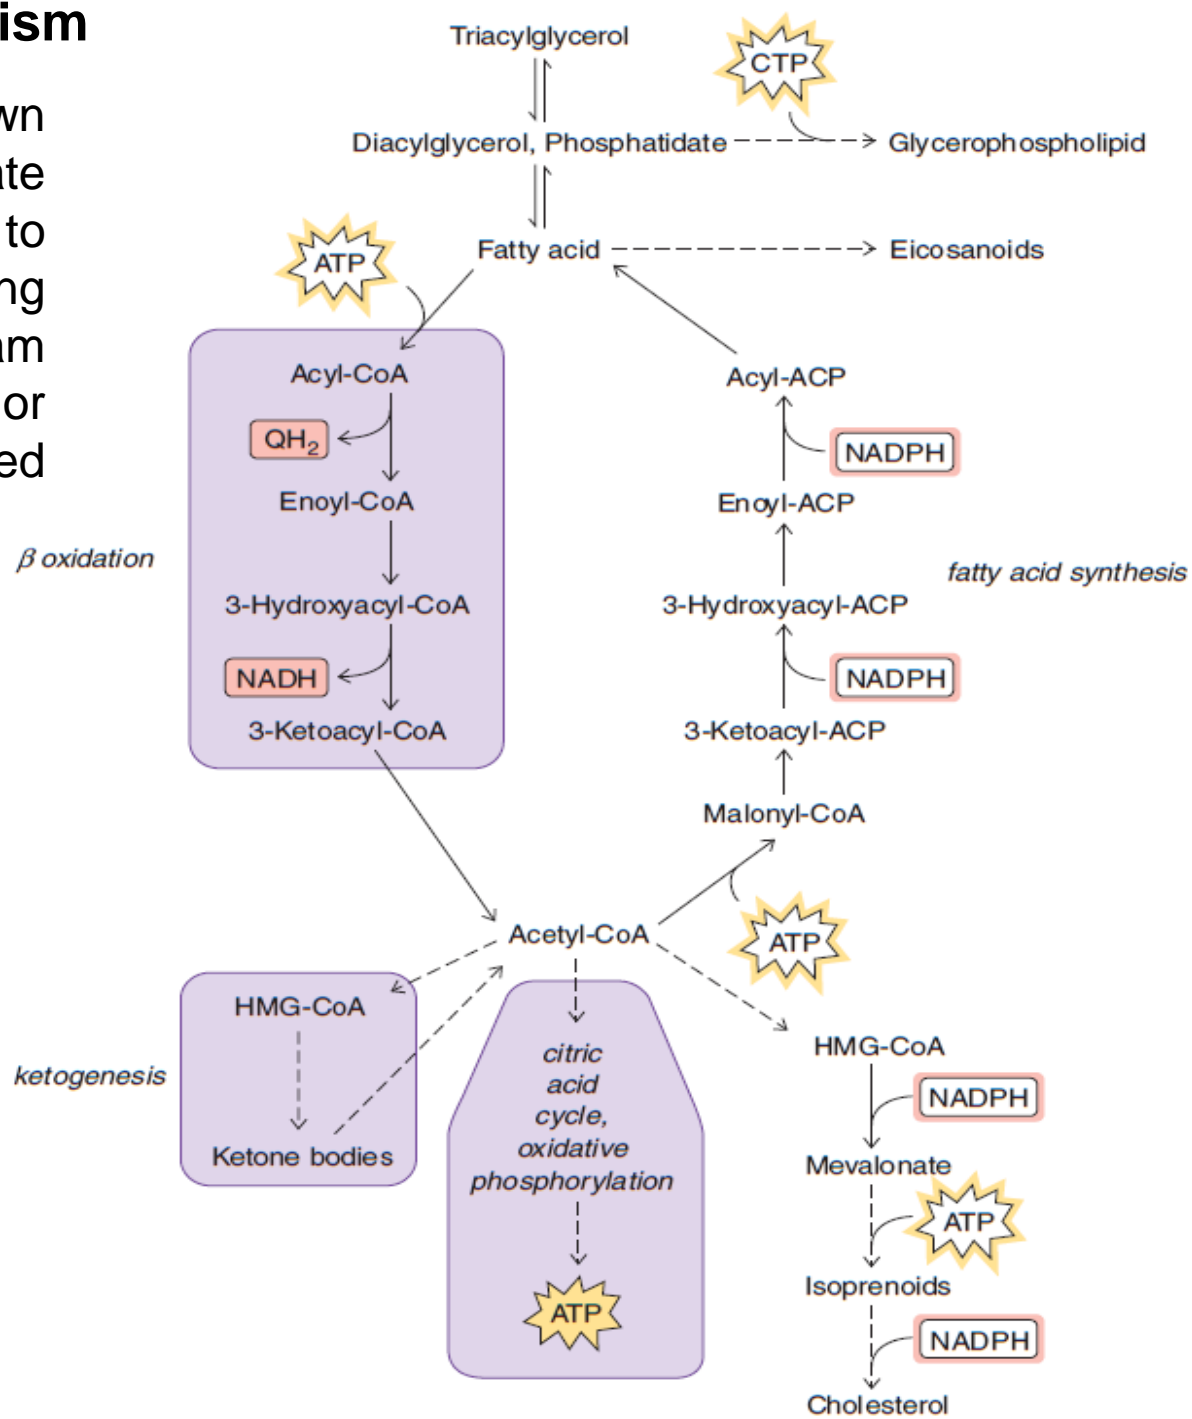 ism
wn
ate
to
ng
am
or
ed
Triacylglycerol
CTP
Diacylglycerol, Phosphatidate
Glycerophospholipid
ATP
Fatty acid
Eicosanoids
Acyl-CoA
Acyl-ACP
QH₂
NADPH
Enoyl-CoA
Enoyl-ACP
β oxidation
fatty acid synthesis
3-Hydroxyacyl-CoA
3-Hydroxyacyl-ACP
NADH
NADPH
3-Ketoacyl-CoA
3-Ketoacyl-ACP
Malonyl-CoA
Acetyl-CoA
ATP
HMG-CoA
ketogenesis
Ketone bodies
citric
acid
cycle,
oxidative
phosphorylation
ATP
HMG-CoA
NADPH
Mevalonate
ATP
Isoprenoids
NADPH
Cholesterol